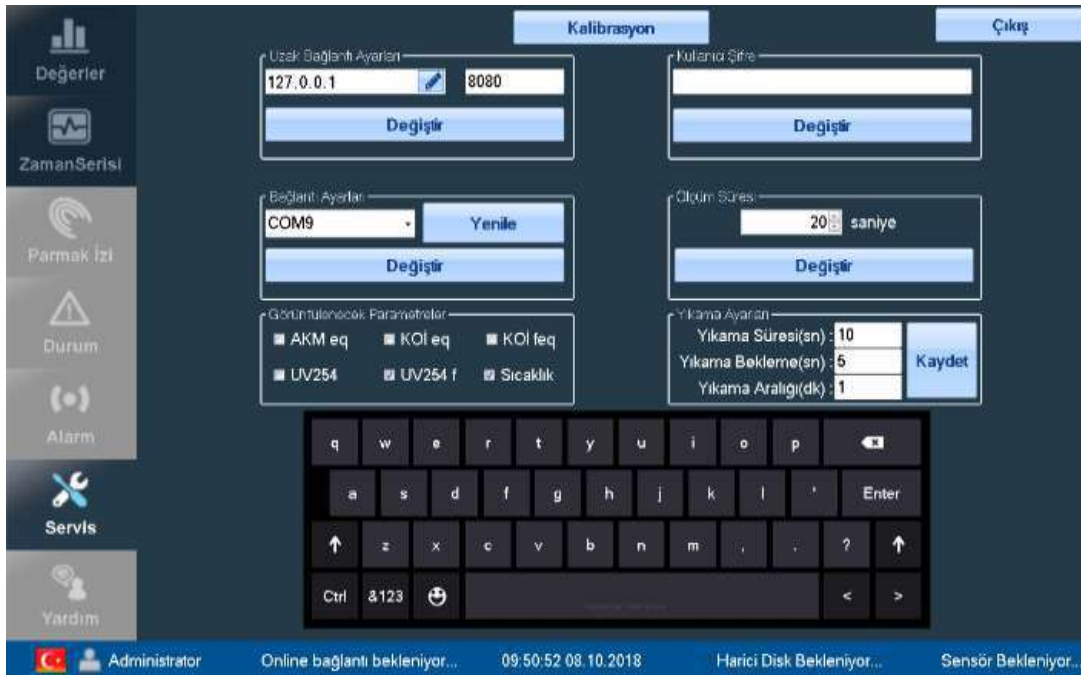 Kalibrasyon
Çıkış
Değerler
ZamanSerisi
Parmak İzi
Durum
Alarm
Servis
Yardım
Uzak Bağlantı Ayarları
127.0.0.1
8080
Değiştir
Kullanıcı Şifre
Değiştir
Bağlantı Ayarları
COM9
Yenile
Değiştir
Ölçüm Süresi
20 saniye
Değiştir
Görüntülenecek Parametreler
AKM eq KOİ eq KOİ feq
UV254 UV254 f Sıcaklık
Yıkama Ayarları
Yıkama Süresi(sn) : 10
Yıkama Bekleme(sn) : 5
Yıkama Aralığı(dk) : 1
Kaydet
q w e r t y u i o p
a s d f g h j k l ' Enter
z x c v b n m , . ?
Ctrl &123 < >
Administrator
Online bağlantı bekleniyor...
09:50:52 08.10.2018
Harici Disk Bekleniyor...
Sensör Bekleniyor...